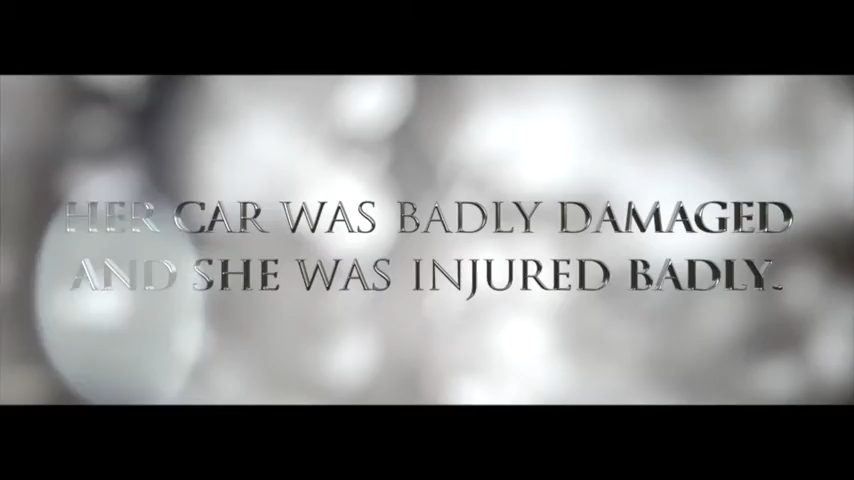 HER CAR WAS BADLY DAMAGED
AND SHE WAS INJURED BADLY.